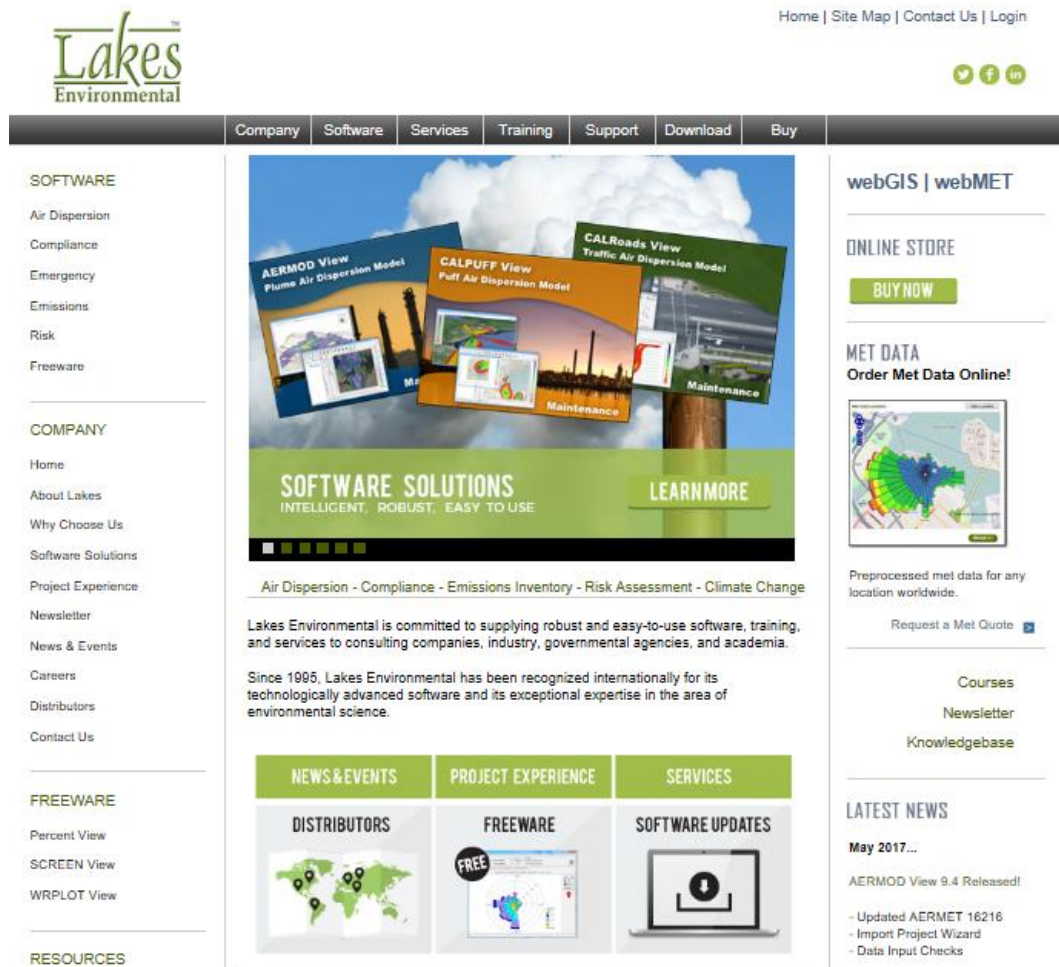 Home | Site Map | Contact Us | Login
Lakes
™
Environmental
Company Software Services Training Support Download Buy
SOFTWARE
Air Dispersion
Compliance
Emergency
Emissions
Risk
Freeware
COMPANY
Home
About Lakes
Why Choose Us
Software Solutions
Project Experience
Newsletter
News & Events
Careers
Distributors
Contact Us
FREEWARE
Percent View
SCREEN View
WRPLOT View
RESOURCES
AERMOD View
Plume Air Dispersion Model
CALPUFF View
Puff Air Dispersion Model
Maintenance
CALRoads View
Traffic Air Dispersion Model
Maintenance
SOFTWARE SOLUTIONS
INTELLIGENT, ROBUST, EASY TO USE
LEARN MORE
Air Dispersion - Compliance - Emissions Inventory - Risk Assessment - Climate Change
Lakes Environmental is committed to supplying robust and easy-to-use software, training,
and services to consulting companies, industry, governmental agencies, and academia.
Since 1995, Lakes Environmental has been recognized internationally for its
technologically advanced software and its exceptional expertise in the area of
environmental science.
NEWS & EVENTS PROJECT EXPERIENCE SERVICES
DISTRIBUTORS FREEWARE SOFTWARE UPDATES
FREE
webGIS | webMET
ONLINE STORE
BUY NOW
MET DATA
Order Met Data Online!
Preprocessed met data for any
location worldwide.
Request a Met Quote
Courses
Newsletter
Knowledgebase
LATEST NEWS
May 2017...
AERMOD View 9.4 Released!
- Updated AERMET 16216
- Import Project Wizard
- Data Input Checks